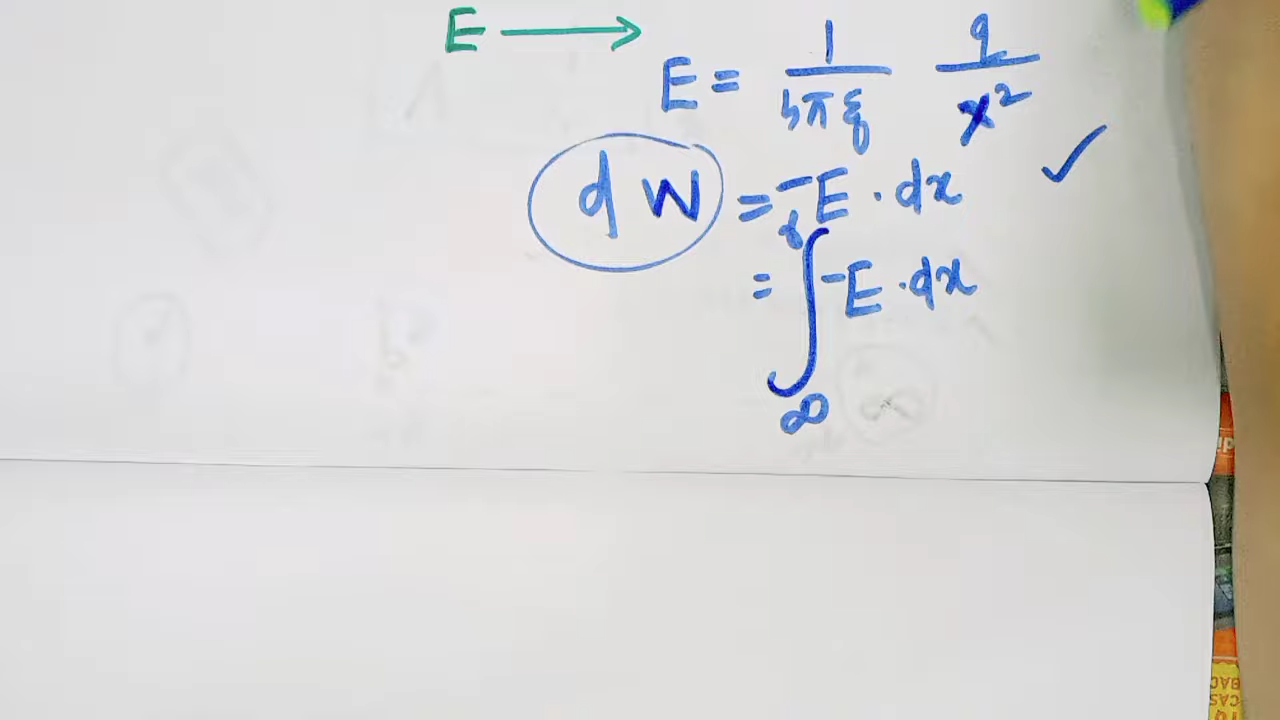 E ⟶
E = 1/4πε₀ q/x²
dW = -E · dx ✓
= ∫_∞^r -E · dx